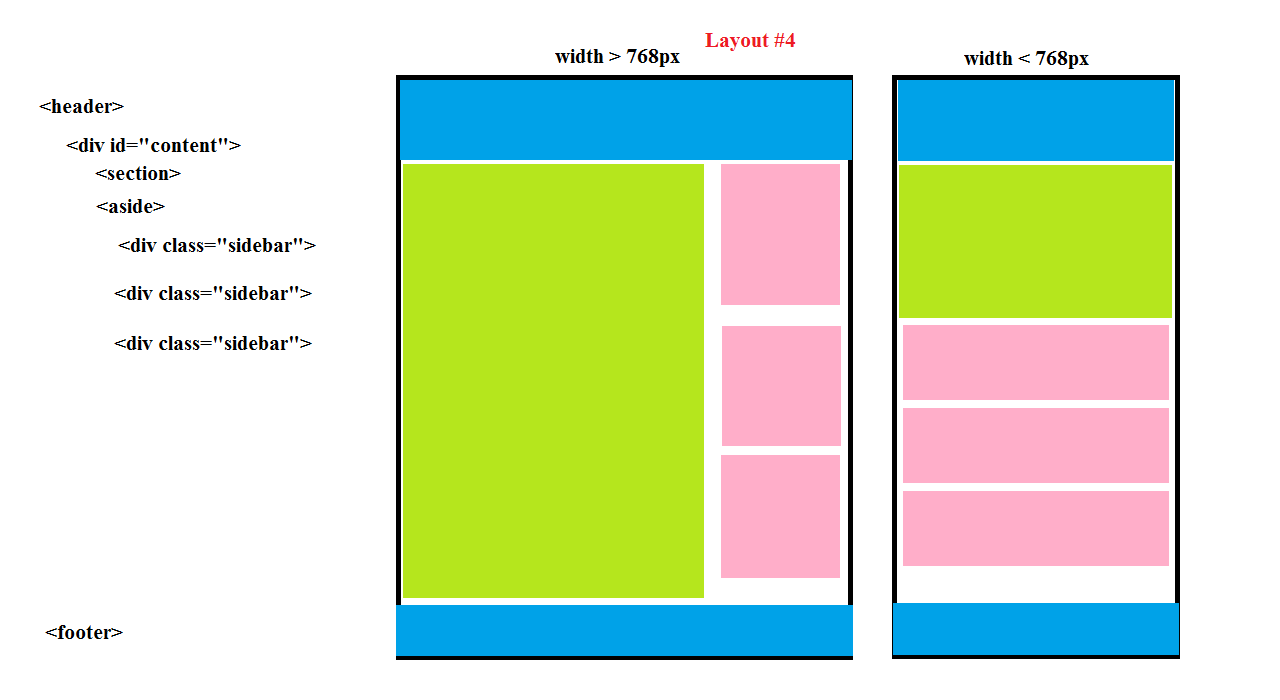 Layout #4
width > 768px
width < 768px
<header>
<div id="content">
<section>
<aside>
<div class="sidebar">
<div class="sidebar">
<div class="sidebar">
<footer>